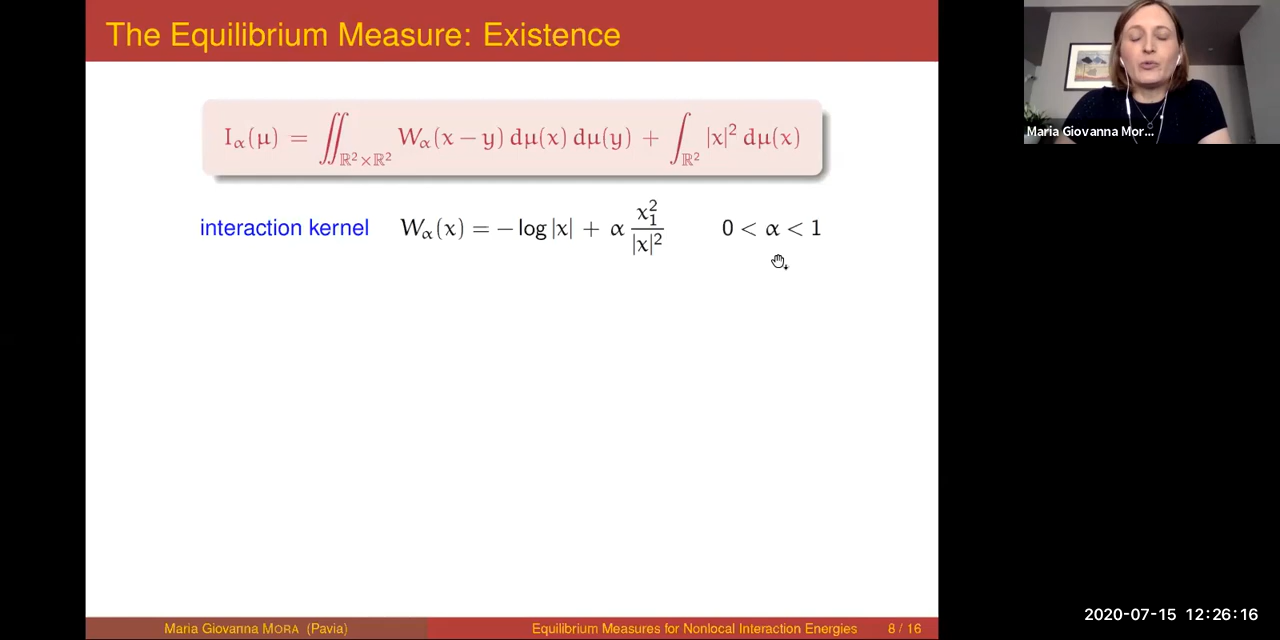 The Equilibrium Measure: Existence
I_α(μ) = ∬_{ℝ²×ℝ²} W_α(x − y) dμ(x) dμ(y) + ∫_{ℝ²} |x|² dμ(x)
interaction kernel W_α(x) = − log |x| + α x₁²/|x|² 0 < α < 1
Maria Giovanna Mor...
2020-07-15 12:26:16
Maria Giovanna MORA (Pavia) Equilibrium Measures for Nonlocal Interaction Energies 8 / 16